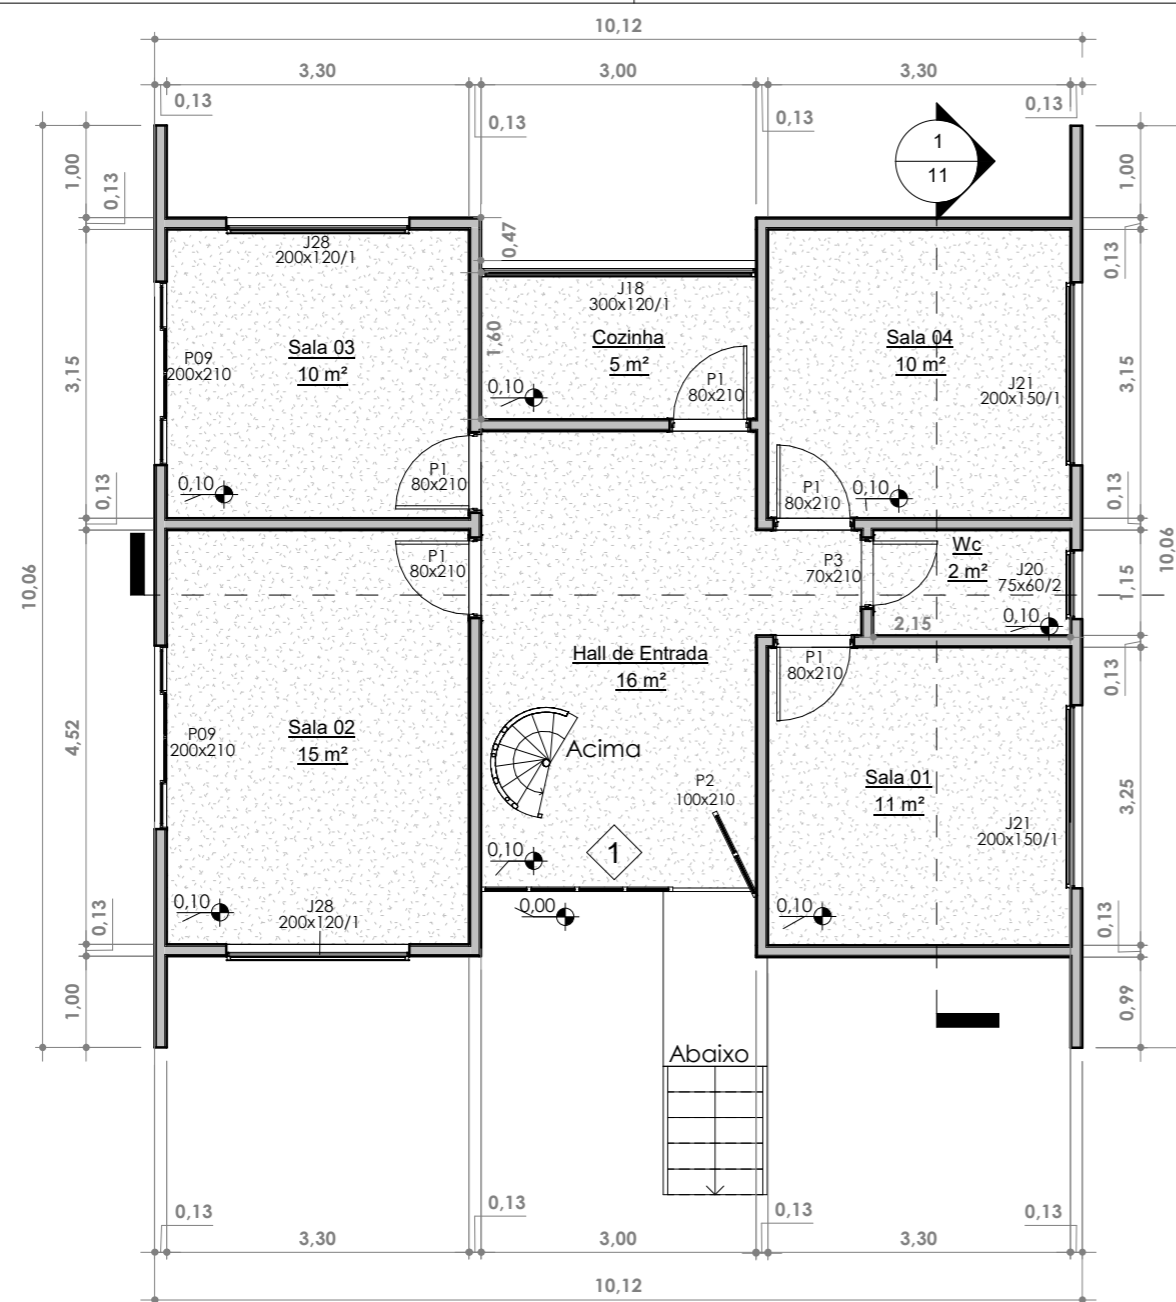 10,12
3,30
3,00
3,30
0,13
0,13
0,13
0,13
1
11
1,00
0,13
1,00
0,47
J28
200x120/1
0,13
J18
300x120/1
Cozinha
5 m²
1,60
Sala 03
10 m²
Sala 04
10 m²
P09
200x210
3,15
3,15
0,10
P1
80x210
J21
200x150/1
P1
80x210
0,10
P1
80x210
0,10
0,13
0,13
10,06
10,06
P1
80x210
P3
70x210
Wc
2 m²
J20
75x60/2
1,15
0,10
2,15
Hall de Entrada
16 m²
P1
80x210
0,13
Sala 02
15 m²
P09
200x210
4,52
Acima
P2
100x210
Sala 01
11 m²
J21
200x150/1
3,25
0,10
1
0,10
J28
200x120/1
0,00
0,10
0,13
0,13
1,00
0,99
Abaixo
0,13
0,13
0,13
0,13
3,30
3,00
3,30
10,12